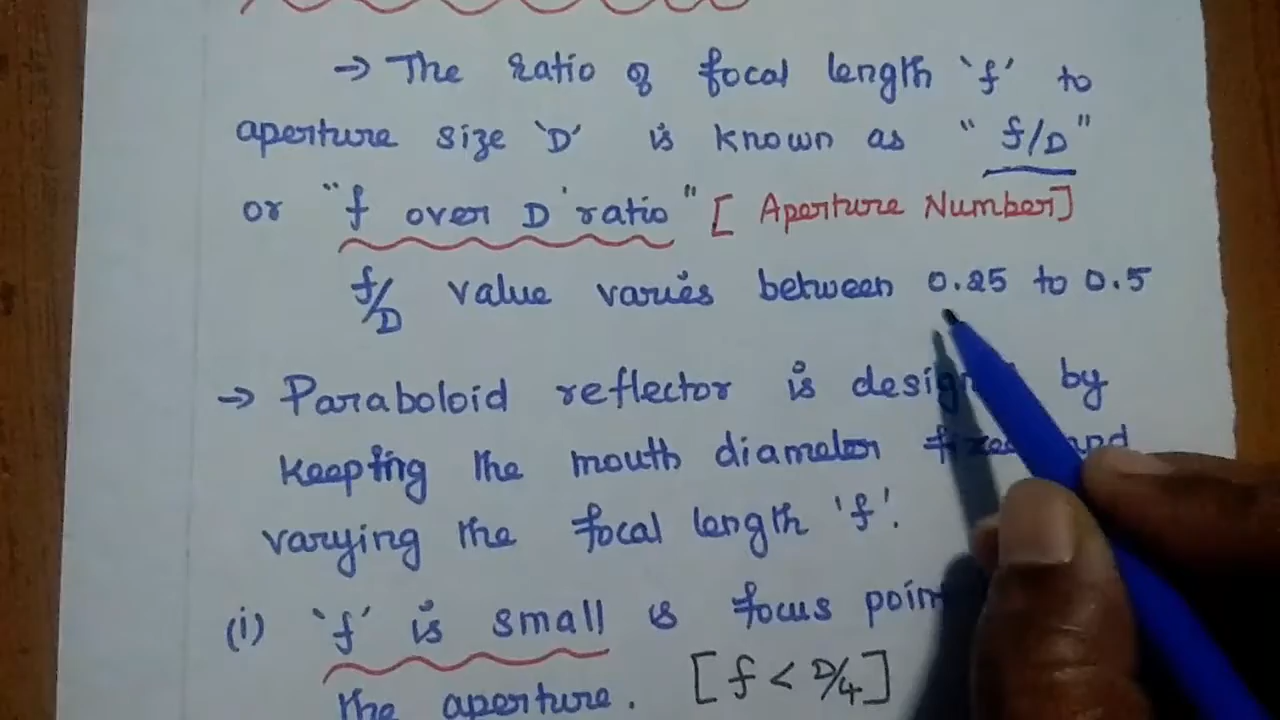 → The ratio of focal length 'f' to
aperture size 'D' is known as "f/D"
or "f over D ratio" [Aperture Number]
f/D value varies between 0.25 to 0.5
→ Paraboloid reflector is by
keeping the mouth diameter and
varying the focal length 'f'.
(i) 'f' is small is focus
the aperture. [f < D/4]